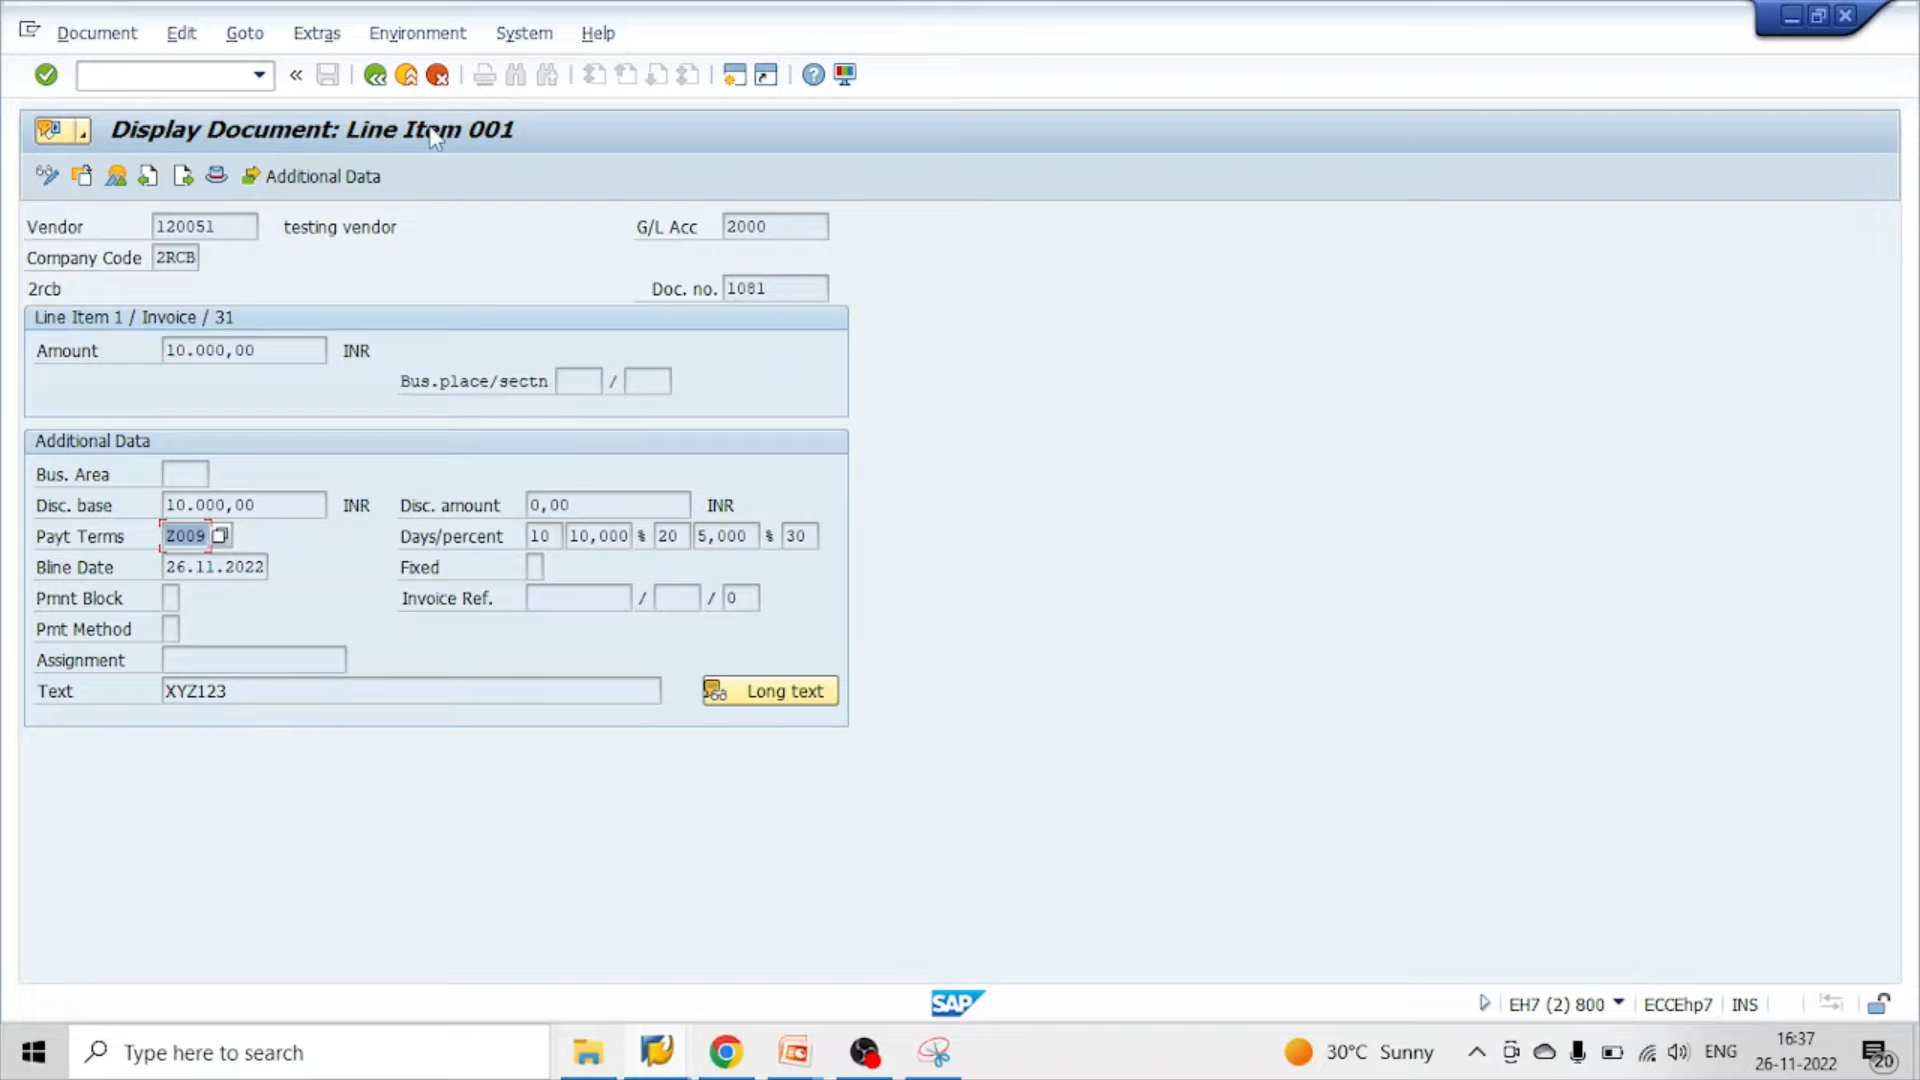 Document Edit Goto Extras Environment System Help
Display Document: Line Item 001
Additional Data
Vendor 120051 testing vendor G/L Acc 2000
Company Code 2RCB
2rcb Doc. no. 1081
Line Item 1 / Invoice / 31
Amount 10.000,00 INR
Bus.place/sectn /
Additional Data
Bus. Area
Disc. base 10.000,00 INR Disc. amount 0,00 INR
Payt Terms Z009 Days/percent 10 10,000 % 20 5,000 % 30
Bline Date 26.11.2022 Fixed
Pmnt Block Invoice Ref. / / 0
Pmt Method
Assignment
Text XYZ123 Long text
SAP EH7 (2) 800 ECCEhp7 INS
Type here to search 30°C Sunny ENG 16:37
26-11-2022 20